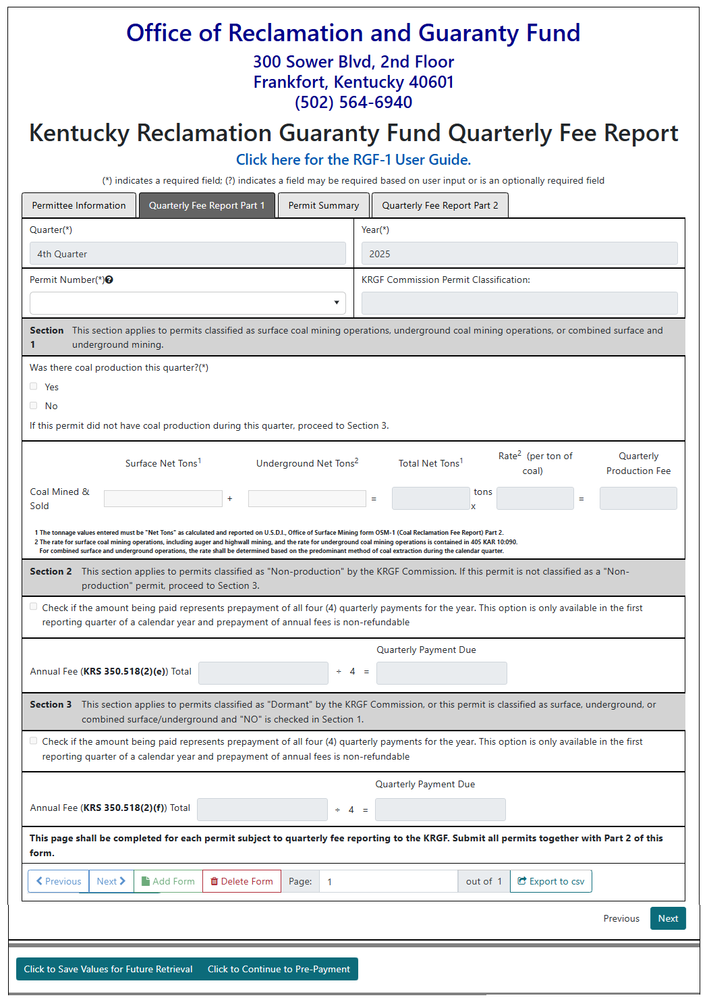 Office of Reclamation and Guaranty Fund
300 Sower Blvd, 2nd Floor
Frankfort, Kentucky 40601
(502) 564-6940
Kentucky Reclamation Guaranty Fund Quarterly Fee Report
Click here for the RGF-1 User Guide.
(*) indicates a required field; (?) indicates a field may be required based on user input or is an optionally required field
Permittee Information Quarterly Fee Report Part 1 Permit Summary Quarterly Fee Report Part 2
Quarter(*) Year(*)
4th Quarter 2025
Permit Number(*) KRGF Commission Permit Classification:
Section 1 This section applies to permits classified as surface coal mining operations, underground coal mining operations, or combined surface and
underground mining.
Was there coal production this quarter?(*)
Yes
No
If this permit did not have coal production during this quarter, proceed to Section 3.
Surface Net Tons1 Underground Net Tons2 Total Net Tons1 Rate2 (per ton of coal) Quarterly Production Fee
Coal Mined & Sold + = tons x =
1 The tonnage values entered must be "Net Tons" as calculated and reported on U.S.D.I., Office of Surface Mining form OSM-1 (Coal Reclamation Fee Report) Part 2.
2 The rate for surface coal mining operations, including auger and highwall mining, and the rate for underground coal mining operations is contained in 405 KAR 10:090.
For combined surface and underground operations, the rate shall be determined based on the predominant method of coal extraction during the calendar quarter.
Section 2 This section applies to permits classified as "Non-production" by the KRGF Commission. If this permit is not classified as a "Non-
production" permit, proceed to Section 3.
Check if the amount being paid represents prepayment of all four (4) quarterly payments for the year. This option is only available in the first
reporting quarter of a calendar year and prepayment of annual fees is non-refundable
Quarterly Payment Due
Annual Fee (KRS 350.518(2)(e)) Total ÷ 4 =
Section 3 This section applies to permits classified as "Dormant" by the KRGF Commission, or this permit is classified as surface, underground, or
combined surface/underground and "NO" is checked in Section 1.
Check if the amount being paid represents prepayment of all four (4) quarterly payments for the year. This option is only available in the first
reporting quarter of a calendar year and prepayment of annual fees is non-refundable
Quarterly Payment Due
Annual Fee (KRS 350.518(2)(f)) Total ÷ 4 =
This page shall be completed for each permit subject to quarterly fee reporting to the KRGF. Submit all permits together with Part 2 of this
form.
Previous Next Add Form Delete Form Page: 1 out of 1 Export to csv
Previous Next
Click to Save Values for Future Retrieval Click to Continue to Pre-Payment